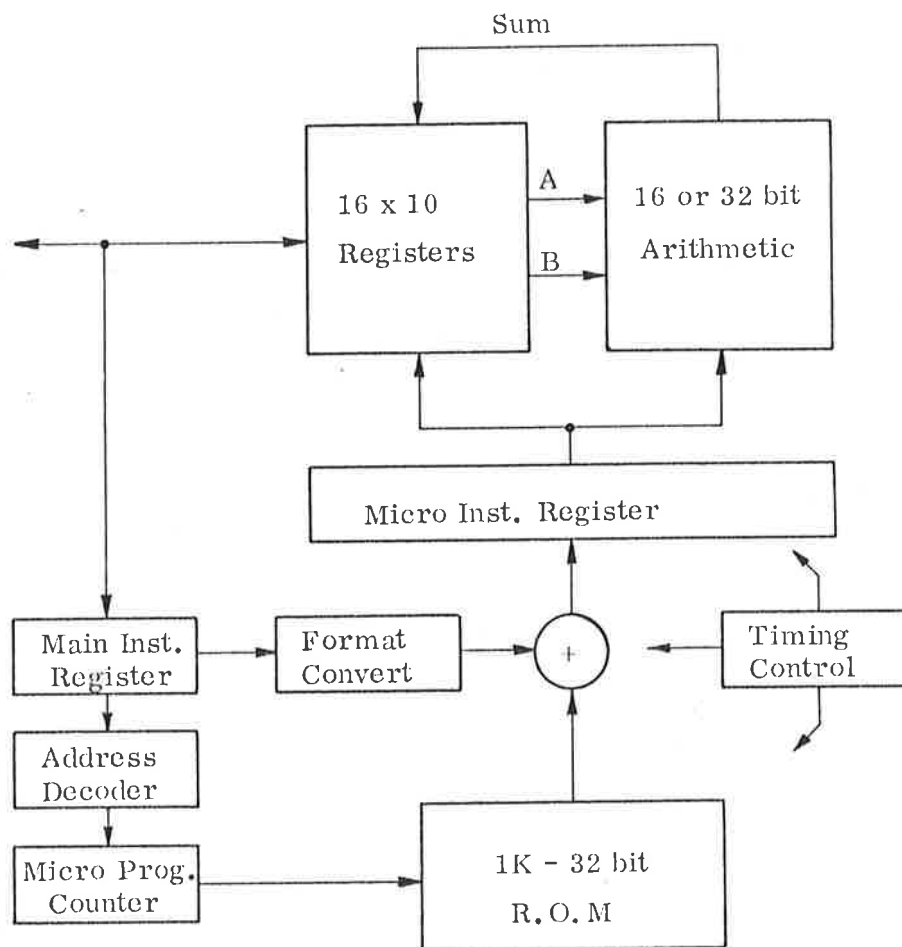 Sum
16 x 10
Registers
A
B
16 or 32 bit
Arithmetic
Micro Inst. Register
Main Inst.
Register
Format
Convert
+
Timing
Control
Address
Decoder
Micro Prog.
Counter
1K - 32 bit
R.O.M